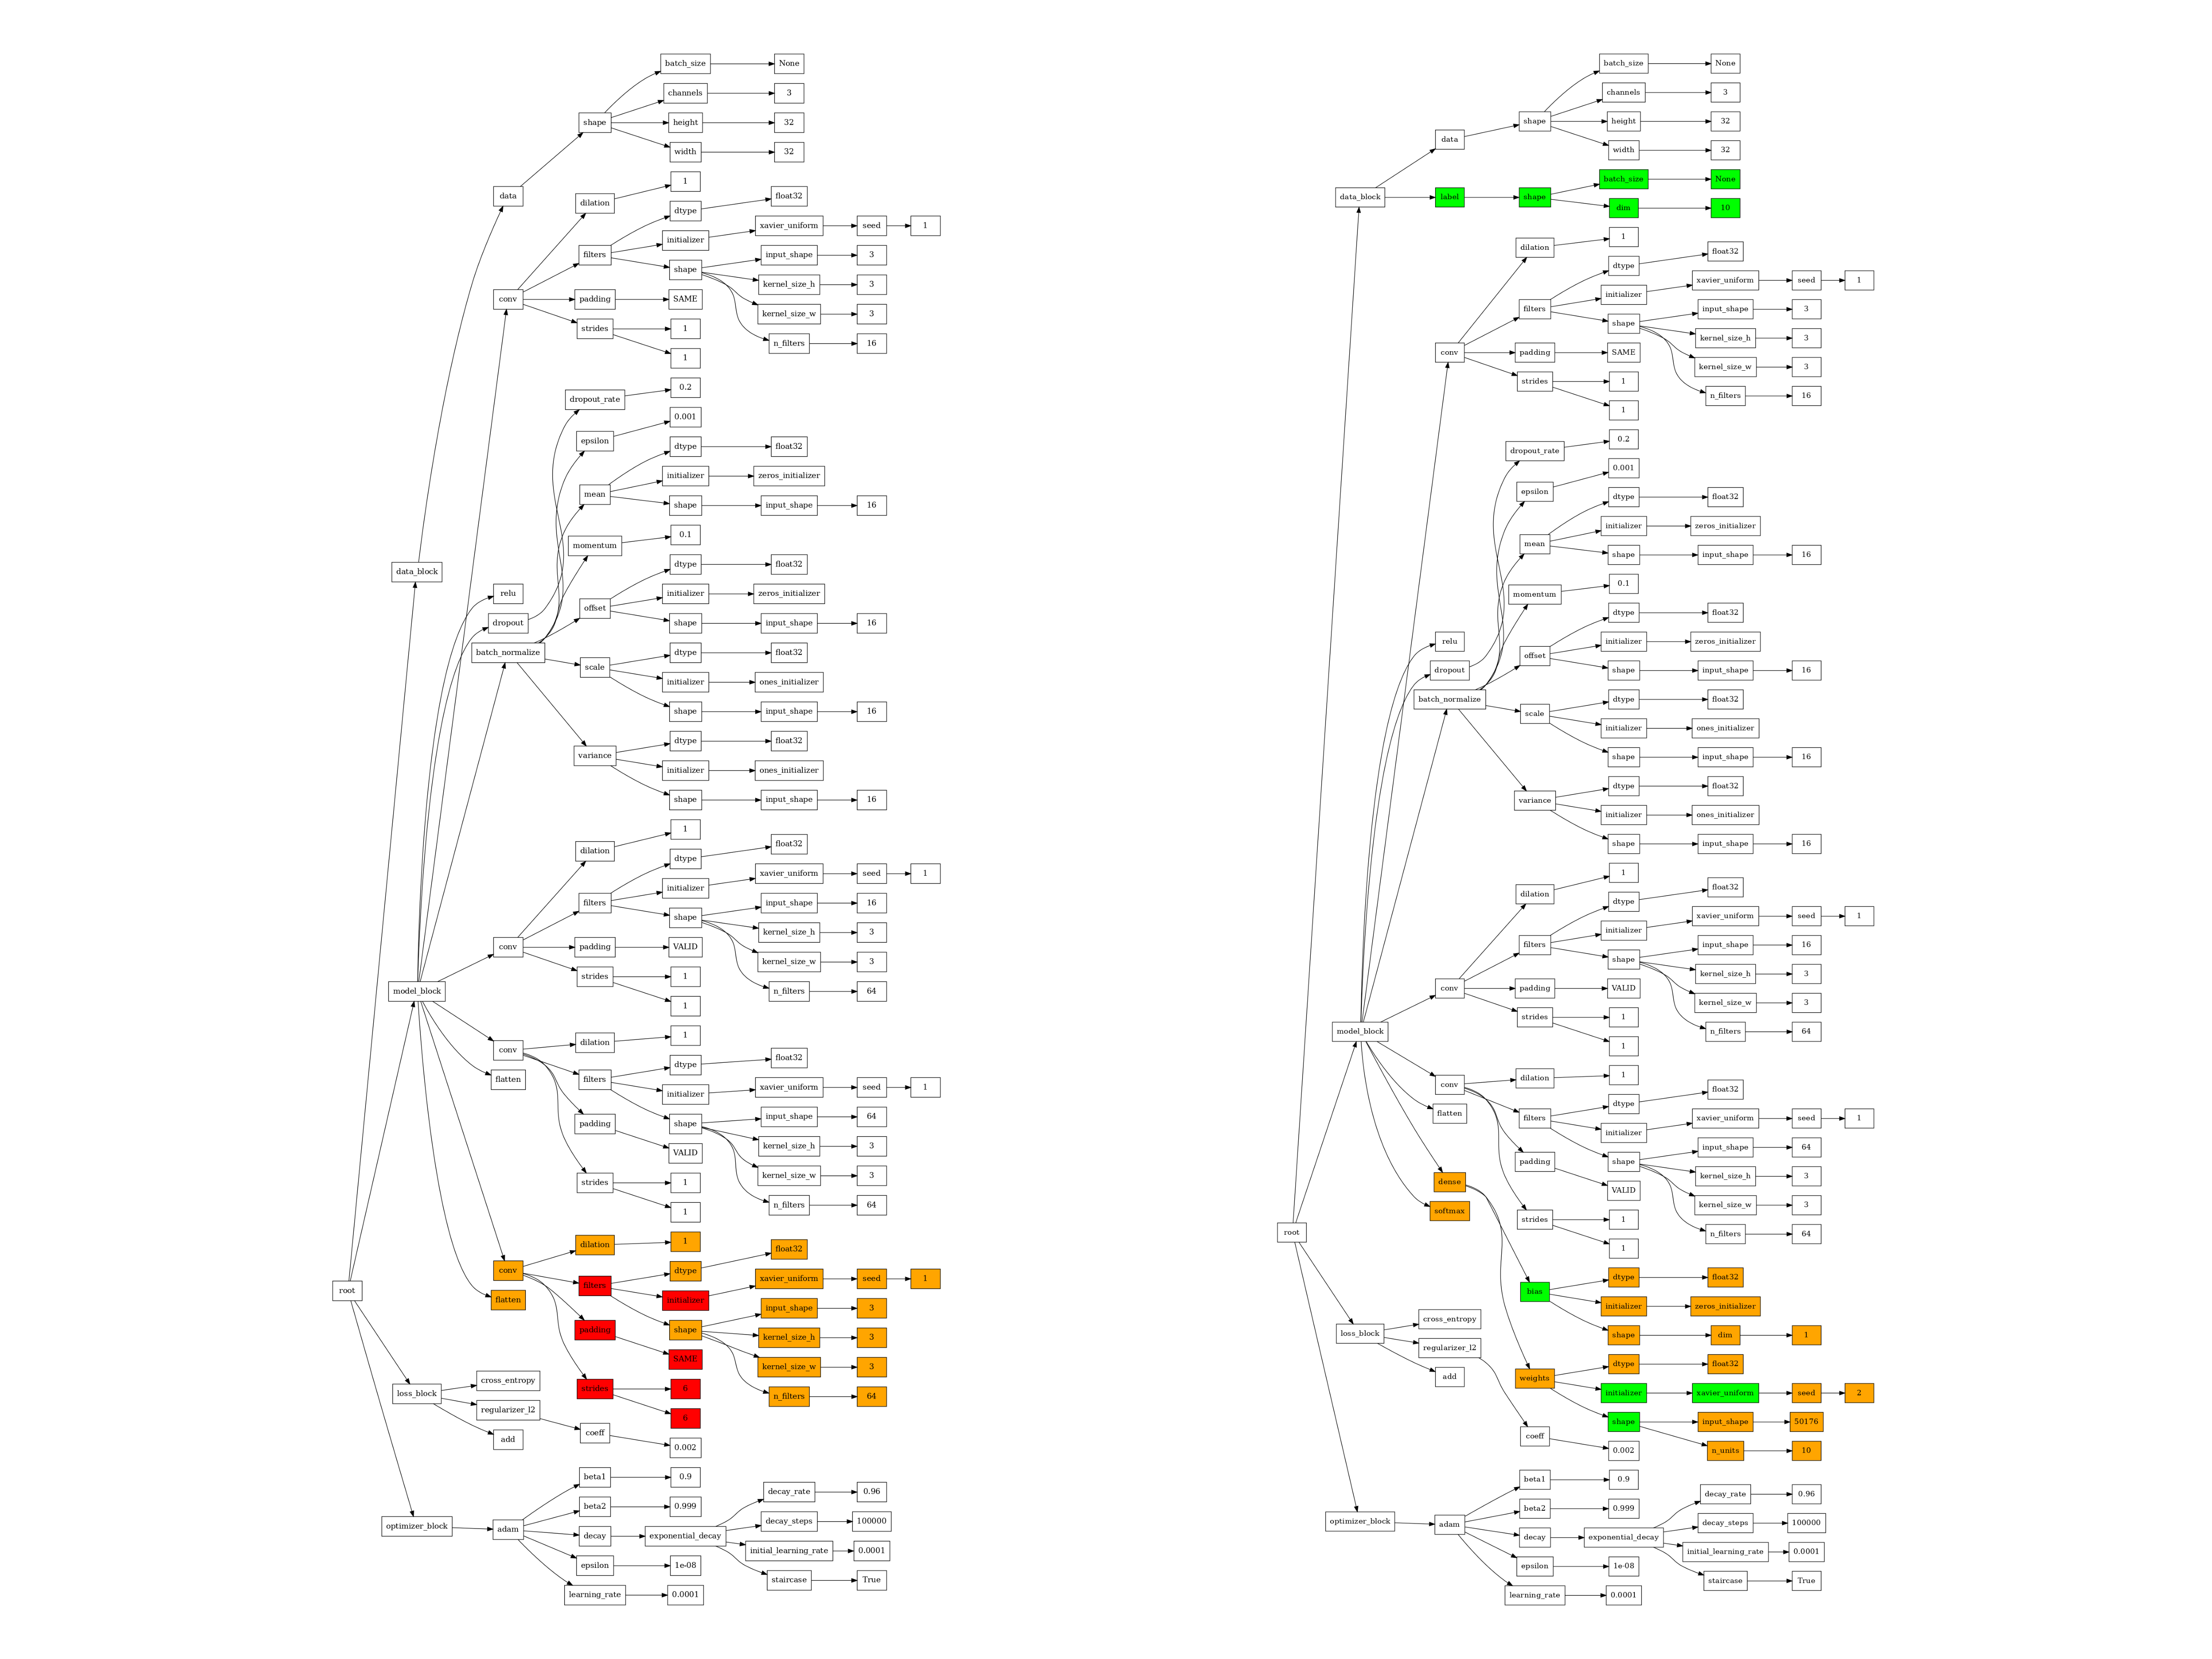 batch_size None
channels 3
shape height 32
width 32
1
data float32
dilation
dtype
xavier_uniform seed 1
initializer
filters input_shape 3
shape
kernel_size_h 3
conv padding SAME
kernel_size_w 3
strides 1
n_filters 16
1
0.2
dropout_rate
0.001
epsilon
dtype float32
initializer zeros_initializer
mean
shape input_shape 16
0.1
momentum
dtype float32
data_block
relu initializer zeros_initializer
offset
dropout shape input_shape 16
batch_normalize dtype float32
scale
initializer ones_initializer
shape input_shape 16
dtype float32
variance
initializer ones_initializer
shape input_shape 16
1
float32
dilation
dtype
xavier_uniform seed 1
initializer
filters input_shape 16
shape
kernel_size_h 3
conv padding VALID
kernel_size_w 3
strides 1
model_block n_filters 64
1
1
dilation
conv float32
dtype
flatten
filters xavier_uniform seed 1
initializer
input_shape 64
padding shape
kernel_size_h 3
VALID
kernel_size_w 3
strides 1
n_filters 64
1
1
dilation float32
conv dtype
xavier_uniform seed 1
filters
root
flatten initializer
input_shape 3
padding shape
kernel_size_h 3
SAME
kernel_size_w 3
cross_entropy
strides 6
loss_block n_filters 64
regularizer_l2
6
coeff
add
0.002
beta1 0.9
decay_rate 0.96
beta2 0.999
decay_steps 100000
optimizer_block adam
decay exponential_decay
initial_learning_rate 0.0001
epsilon 1e-08
staircase True
learning_rate 0.0001
batch_size None
channels 3
shape height 32
data
width 32
batch_size None
data_block label shape
dim 10
1
dilation float32
dtype
xavier_uniform seed 1
initializer
filters input_shape 3
shape
kernel_size_h 3
conv padding SAME
kernel_size_w 3
strides 1
n_filters 16
1
0.2
dropout_rate
0.001
epsilon
dtype float32
initializer zeros_initializer
mean
shape input_shape 16
0.1
momentum
dtype float32
relu initializer zeros_initializer
offset
dropout shape input_shape 16
batch_normalize dtype float32
scale
initializer ones_initializer
shape input_shape 16
dtype float32
variance
initializer ones_initializer
shape input_shape 16
1
dilation float32
dtype
xavier_uniform seed 1
initializer
filters input_shape 16
shape
kernel_size_h 3
conv padding VALID
kernel_size_w 3
strides 1
model_block n_filters 64
1
dilation 1
conv float32
dtype
flatten filters xavier_uniform seed 1
initializer
input_shape 64
padding shape
kernel_size_h 3
dense
VALID
kernel_size_w 3
softmax
strides 1
root n_filters 64
1
dtype float32
bias
initializer zeros_initializer
cross_entropy
loss_block shape dim 1
regularizer_l2
dtype float32
add weights
initializer xavier_uniform seed 2
shape input_shape 50176
coeff
0.002 n_units 10
beta1 0.9
decay_rate 0.96
beta2 0.999
optimizer_block adam decay_steps 100000
decay exponential_decay
initial_learning_rate 0.0001
epsilon 1e-08
staircase True
learning_rate 0.0001